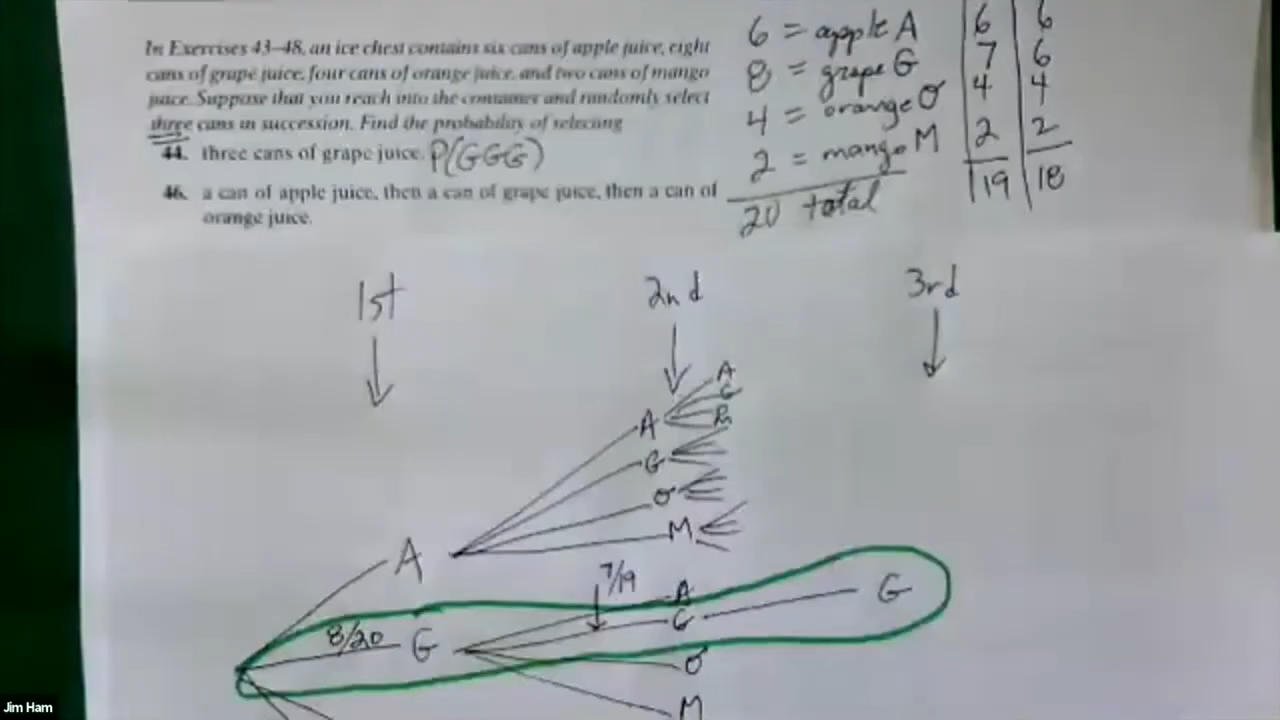 In Exercises 43–48, an ice chest contains six cans of apple juice, eight
cans of grape juice, four cans of orange juice, and two cans of mango
juice. Suppose that you reach into the container and randomly select
three cans in succession. Find the probability of selecting
44. three cans of grape juice. P(GGG)
46. a can of apple juice, then a can of grape juice, then a can of
orange juice.
6 = apple A 6 6
8 = grape G 7 6
4 = orange O 4 4
2 = mango M 2 2
20 total 19 18
1st 2nd 3rd
A
G
A
G
O
M
A
7/19
A
G
G
8/20 G
O
M
Jim Ham